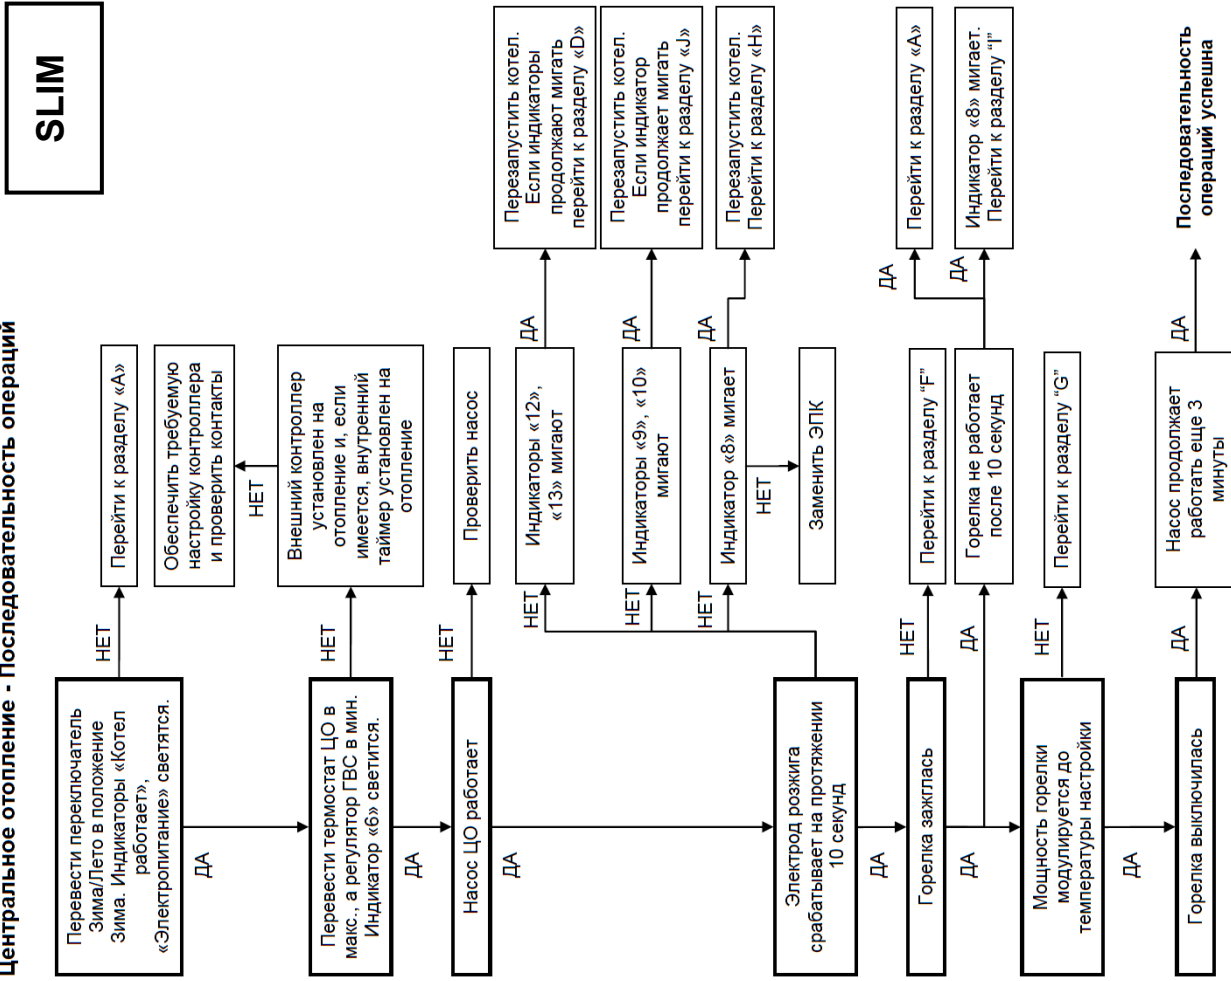 Центральное отопление - Последовательность операций
SLIM
Перевести переключатель
Зима/Лето в положение
Зима. Индикаторы «Котел
работает»,
«Электропитание» светятся.
НЕТ
Перейти к разделу «А»
ДА
Перевести термостат ЦО в
макс., а регулятор ГВС в мин.
Индикатор «6» светится.
НЕТ
Внешний контроллер
установлен на
отопление и, если
имеется, внутренний
таймер установлен на
отопление
НЕТ
Обеспечить требуемую
настройку контроллера
и проверить контакты
ДА
Насос ЦО работает
НЕТ
Проверить насос
ДА
Электрод розжига
срабатывает на протяжении
10 секунд
НЕТ
Индикаторы «12»,
«13» мигают
ДА
Перезапустить котел.
Если индикаторы
продолжают мигать
перейти к разделу «D»
НЕТ
Индикаторы «9», «10»
мигают
ДА
Перезапустить котел.
Если индикатор
продолжает мигать
перейти к разделу «J»
НЕТ
Индикатор «8» мигает
ДА
Перезапустить котел.
Перейти к разделу «H»
НЕТ
Заменить ЭПК
ДА
Горелка зажглась
НЕТ
Перейти к разделу “F”
ДА
ДА
Горелка не работает
после 10 секунд
ДА
Перейти к разделу «А»
ДА
Индикатор «8» мигает.
Перейти к разделу “I”
Мощность горелки
модулируется до
температуры настройки
НЕТ
Перейти к разделу “G”
ДА
Горелка выключилась
ДА
Насос продолжает
работать еще 3
минуты
ДА
Последовательность
операций успешна